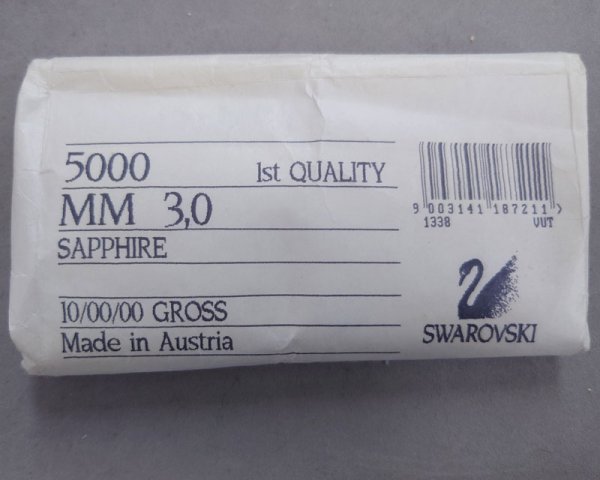 5000 1st QUALITY
MM 3,0
SAPPHIRE
10/00/00 GROSS
Made in Austria
9 003141 187211 >
1338 VUT
SWAROVSKI